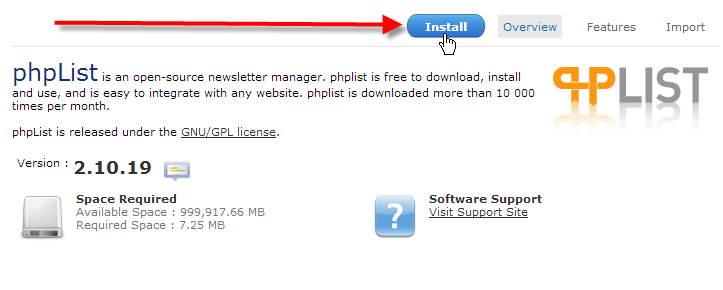 Install Overview Features Import
phpList is an open-source newsletter manager. phplist is free to download, install
and use, and is easy to integrate with any website. phplist is downloaded more than 10 000
times per month.
PHPLIST
phpList is released under the GNU/GPL license.
Version : 2.10.19
Space Required
Available Space : 999,917.66 MB
Required Space : 7.25 MB
?
Software Support
Visit Support Site